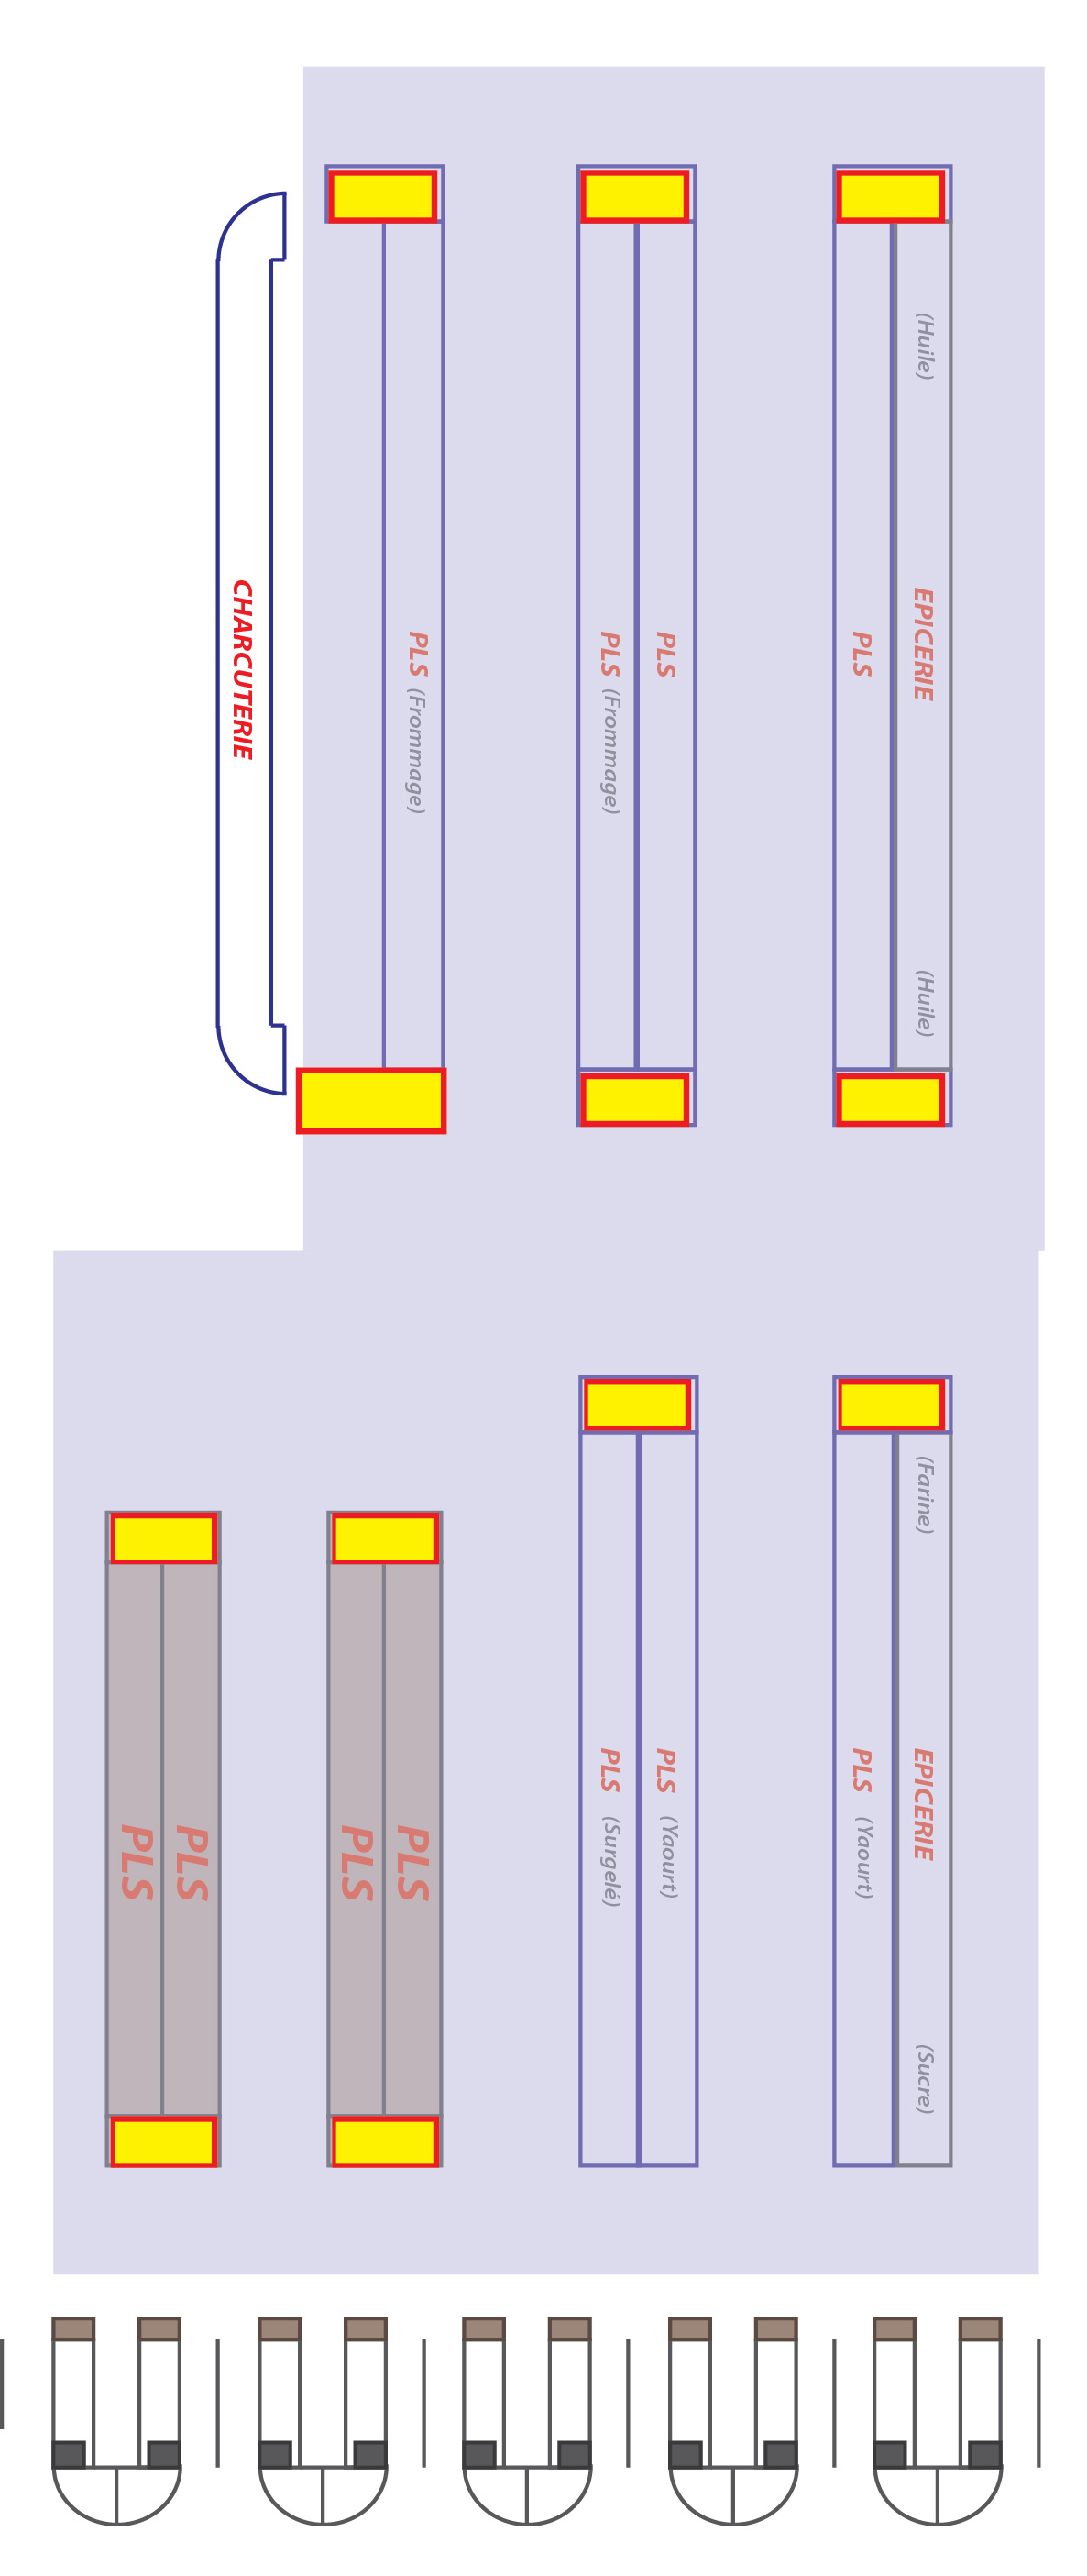 CHARCUTERIE
PLS (Frommage)
PLS (Frommage)
PLS
PLS
(Huile)
EPICERIE
(Huile)
PLS
PLS
PLS
PLS
PLS (Surgelé)
PLS (Yaourt)
PLS (Yaourt)
(Farine)
EPICERIE
(Sucre)